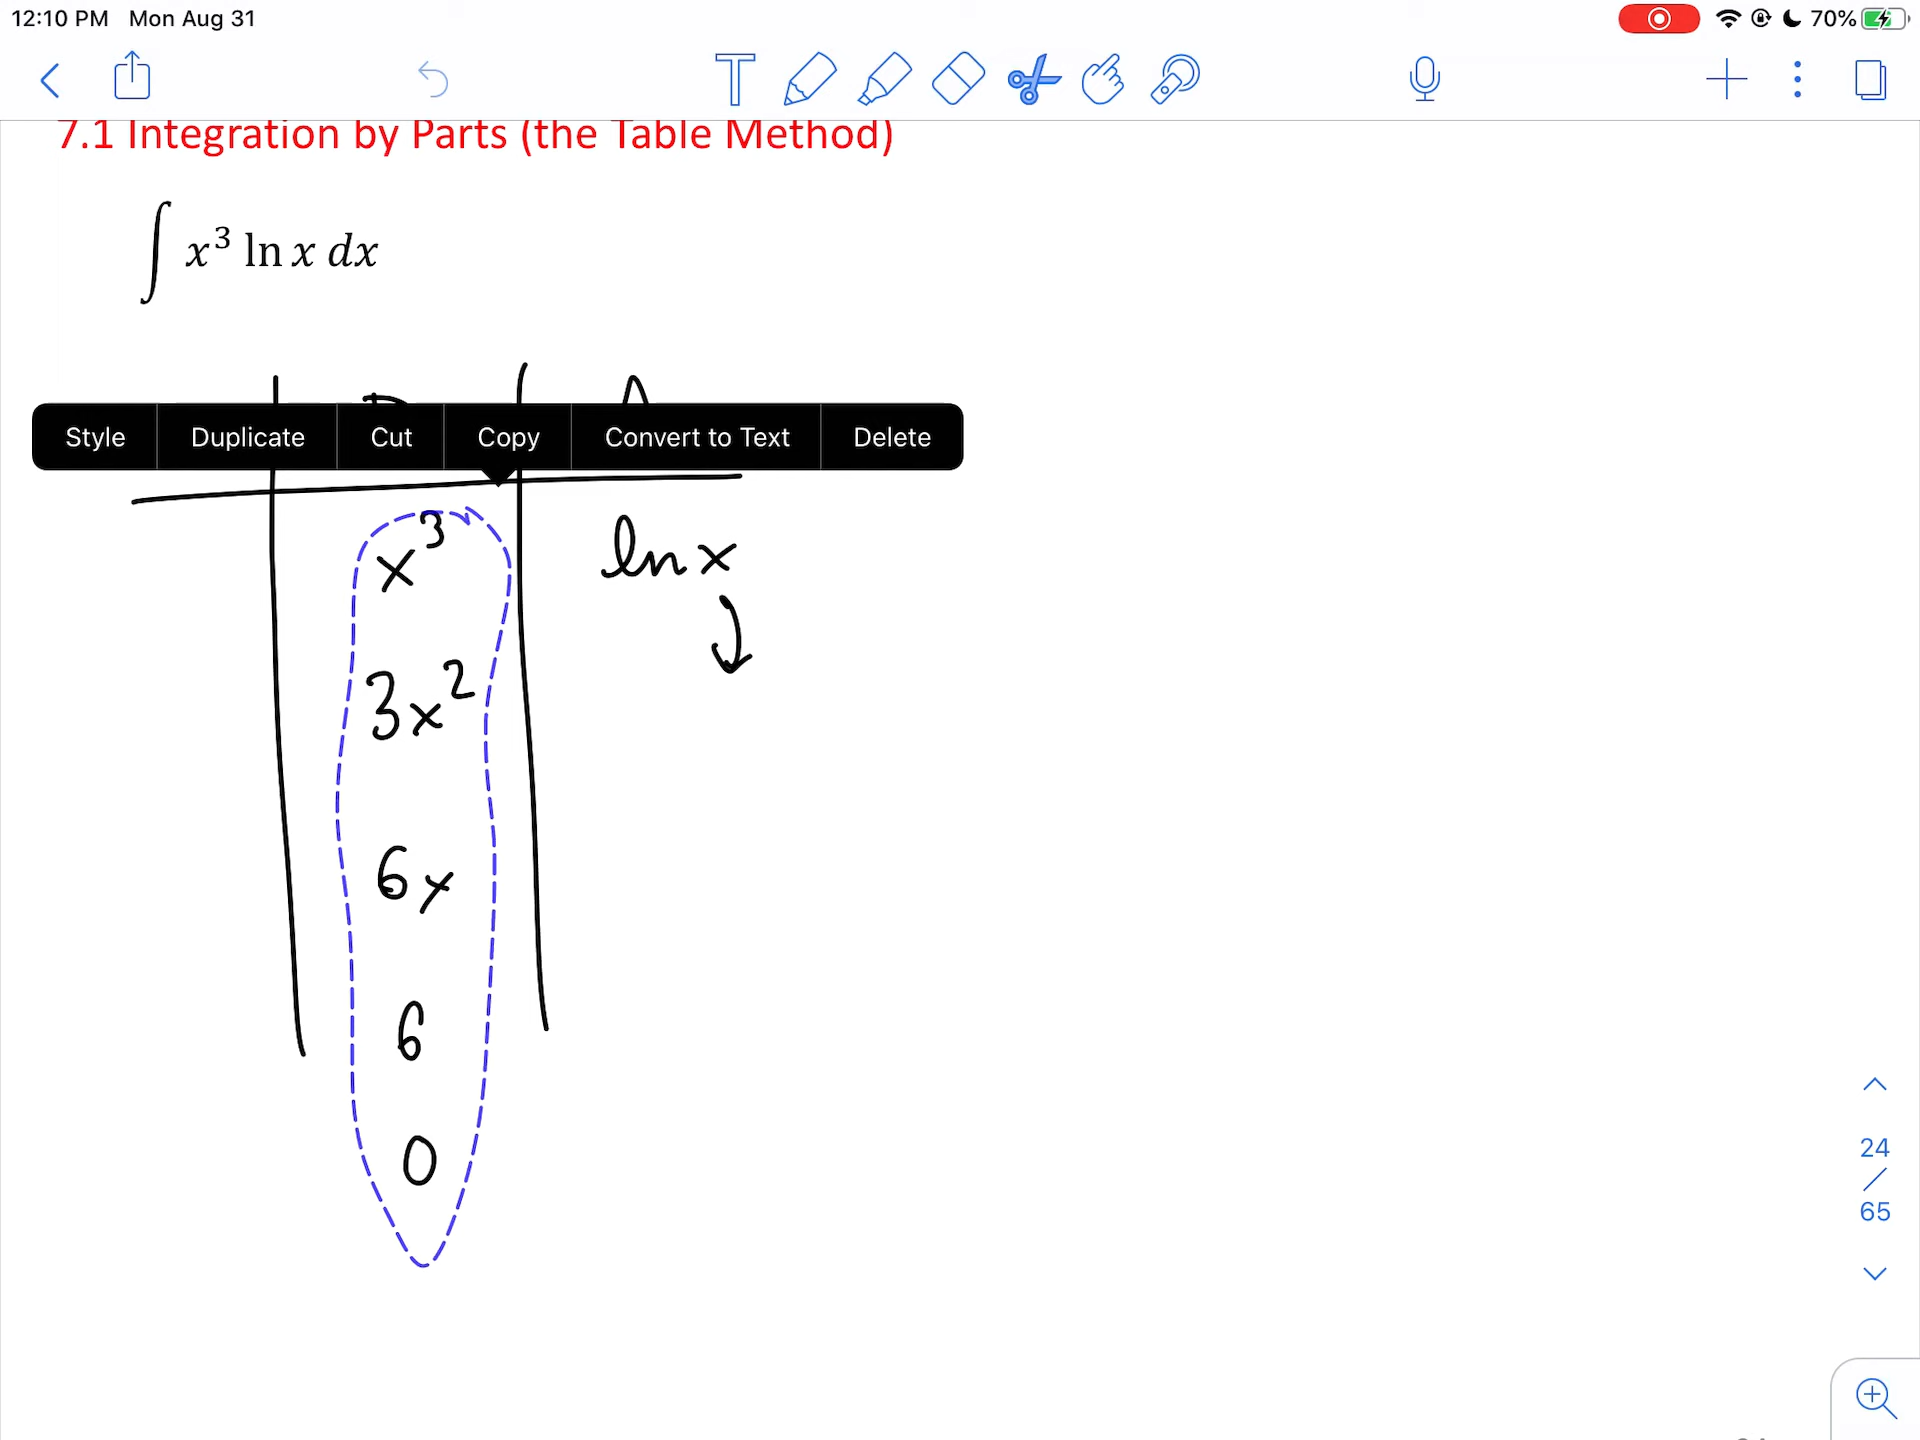 12:10 PM Mon Aug 31 70%
7.1 Integration by Parts (the Table Method)
∫ x³ ln x dx
Style Duplicate Cut Copy Convert to Text Delete
x³ ln x
3x²
6x
6
0
24
/
65